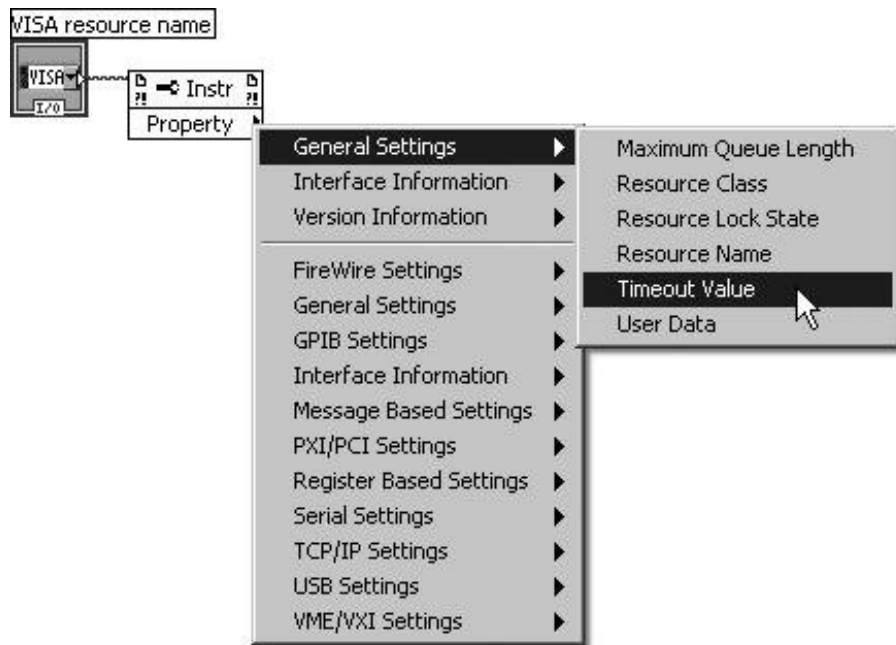 VISA resource name
VISA
I/O
Instr
Property
General Settings
Interface Information
Version Information
FireWire Settings
General Settings
GPIB Settings
Interface Information
Message Based Settings
PXI/PCI Settings
Register Based Settings
Serial Settings
TCP/IP Settings
USB Settings
VME/VXI Settings
Maximum Queue Length
Resource Class
Resource Lock State
Resource Name
Timeout Value
User Data